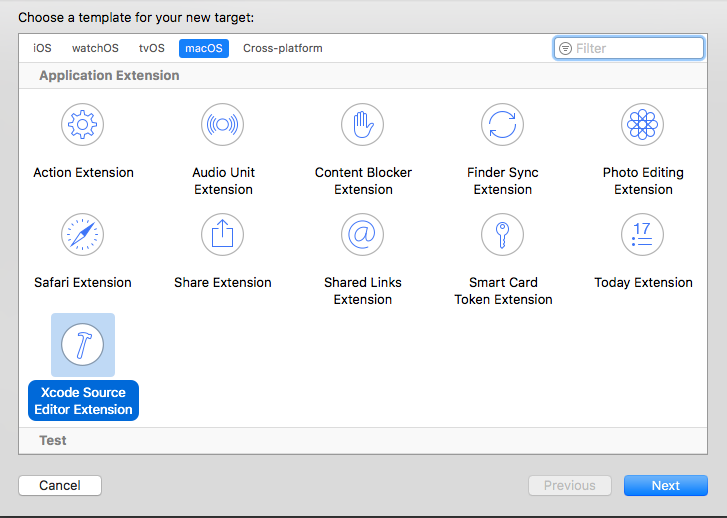 Choose a template for your new target:
iOS watchOS tvOS macOS Cross-platform Filter
Application Extension
Action Extension
Audio Unit
Extension
Content Blocker
Extension
Finder Sync
Extension
Photo Editing
Extension
Safari Extension
Share Extension
@
Shared Links
Extension
Smart Card
Token Extension
17
Today Extension
Xcode Source
Editor Extension
Test
Cancel Previous Next